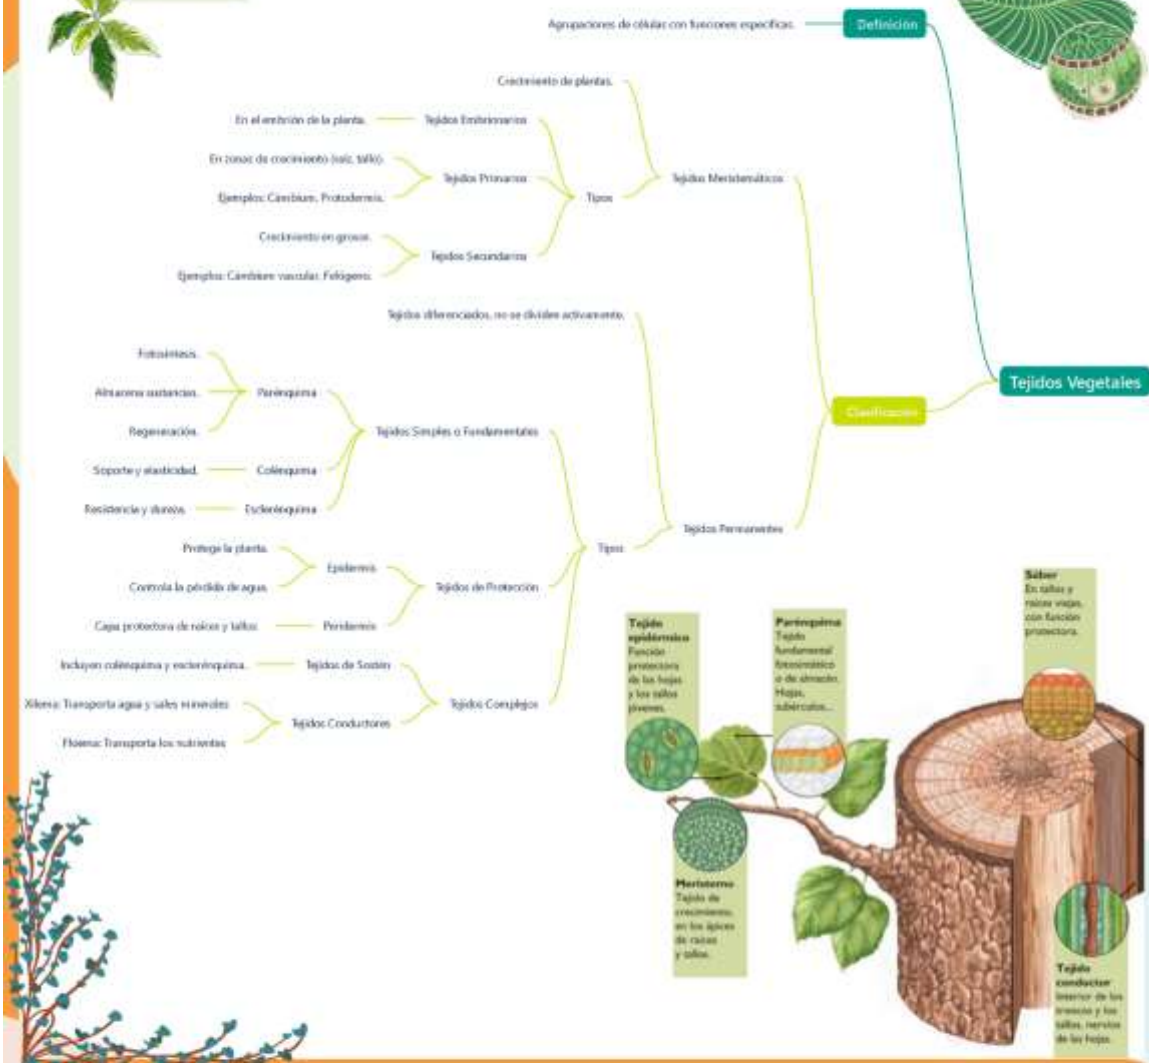 Agrupaciones de células con funciones específicas.
Definición
Crecimiento de plantas.
En el embrión de la planta.
Tejidos Embrionarios
En zonas de crecimiento (raíz, tallo).
Tejidos Primarios
Ejemplos: Cámbium, Protodermis.
Tipos
Tejidos Meristemáticos
Crecimiento en grosor.
Tejidos Secundarios
Ejemplos: Cámbium vascular, Felógeno.
Tejidos diferenciados, no se dividen activamente.
Tejidos Vegetales
Clasificación
Fotosíntesis.
Almacena sustancias.
Parénquima
Regeneración.
Tejidos Simples o Fundamentales
Soporte y elasticidad.
Colénquima
Resistencia y dureza.
Esclerénquima
Tejidos Permanentes
Tipos
Protege la planta.
Epidermis
Controla la pérdida de agua.
Tejidos de Protección
Capa protectora de raíces y tallos
Peridermis
Incluyen colénquima y esclerénquima.
Tejidos de Sostén
Xilema: Transporta agua y sales minerales
Tejidos Conductores
Tejidos Complejos
Floema: Transporta los nutrientes
Súber
En tallos y
raíces viejas,
con función
protectora.
Tejido
epidérmico
Función
protectora
de las hojas
y los tallos
jóvenes.
Parénquima
Tejido
fundamental
fotosintético
o de almacén.
Hojas,
tubérculos...
Meristemo
Tejido de
crecimiento,
en los ápices
de raíces
y tallos.
Tejido
conductor
Interior de los
troncos y los
tallos, nervios
de las hojas.